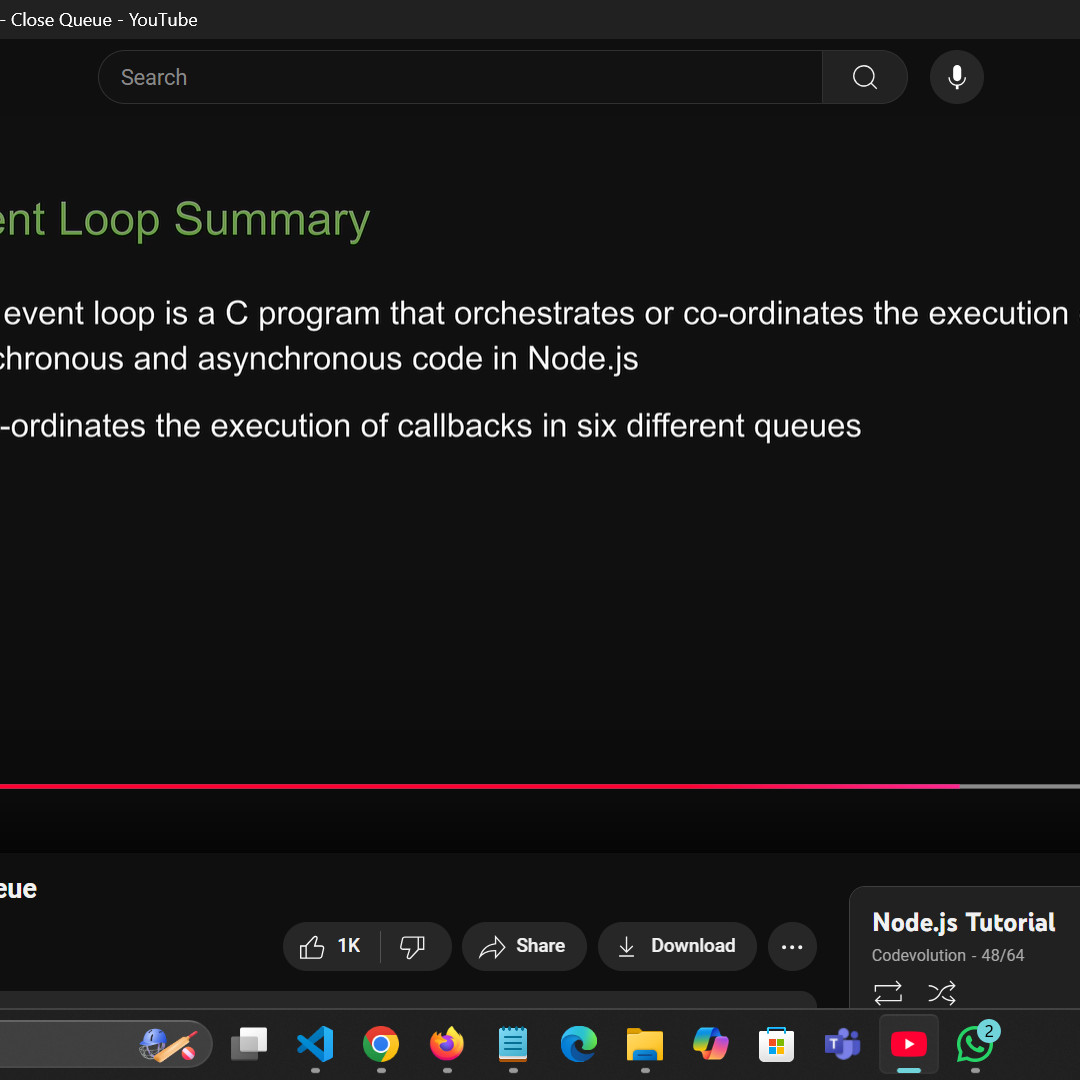 - Close Queue - YouTube
Search
ent Loop Summary
event loop is a C program that orchestrates or co-ordinates the execution
chronous and asynchronous code in Node.js
-ordinates the execution of callbacks in six different queues
eue
1K
Share
Download
Node.js Tutorial
Codevolution - 48/64
T
2